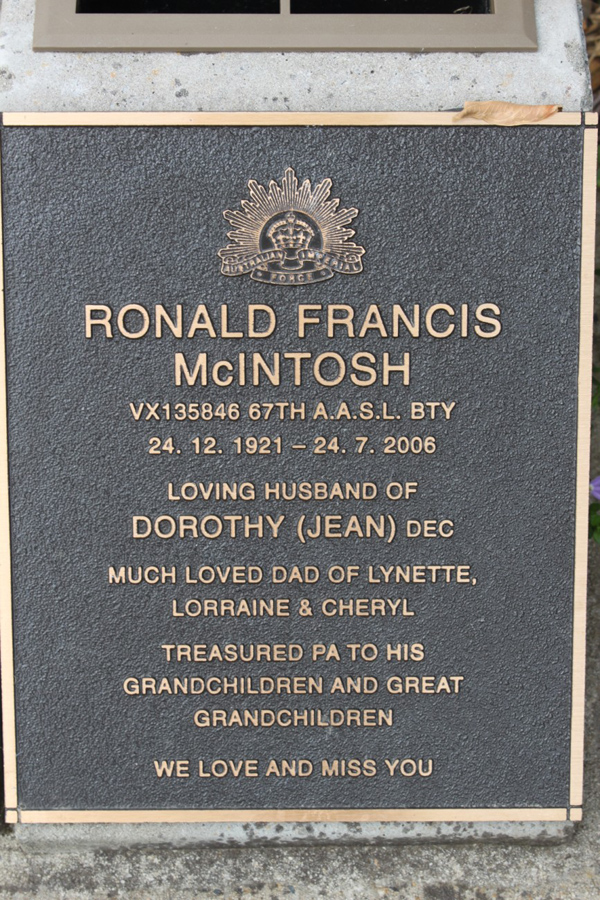 AUSTRALIAN IMPERIAL
FORCE
RONALD FRANCIS
McINTOSH
VX135846 67TH A.A.S.L. BTY
24. 12. 1921 – 24. 7. 2006
LOVING HUSBAND OF
DOROTHY (JEAN) DEC
MUCH LOVED DAD OF LYNETTE,
LORRAINE & CHERYL
TREASURED PA TO HIS
GRANDCHILDREN AND GREAT
GRANDCHILDREN
WE LOVE AND MISS YOU